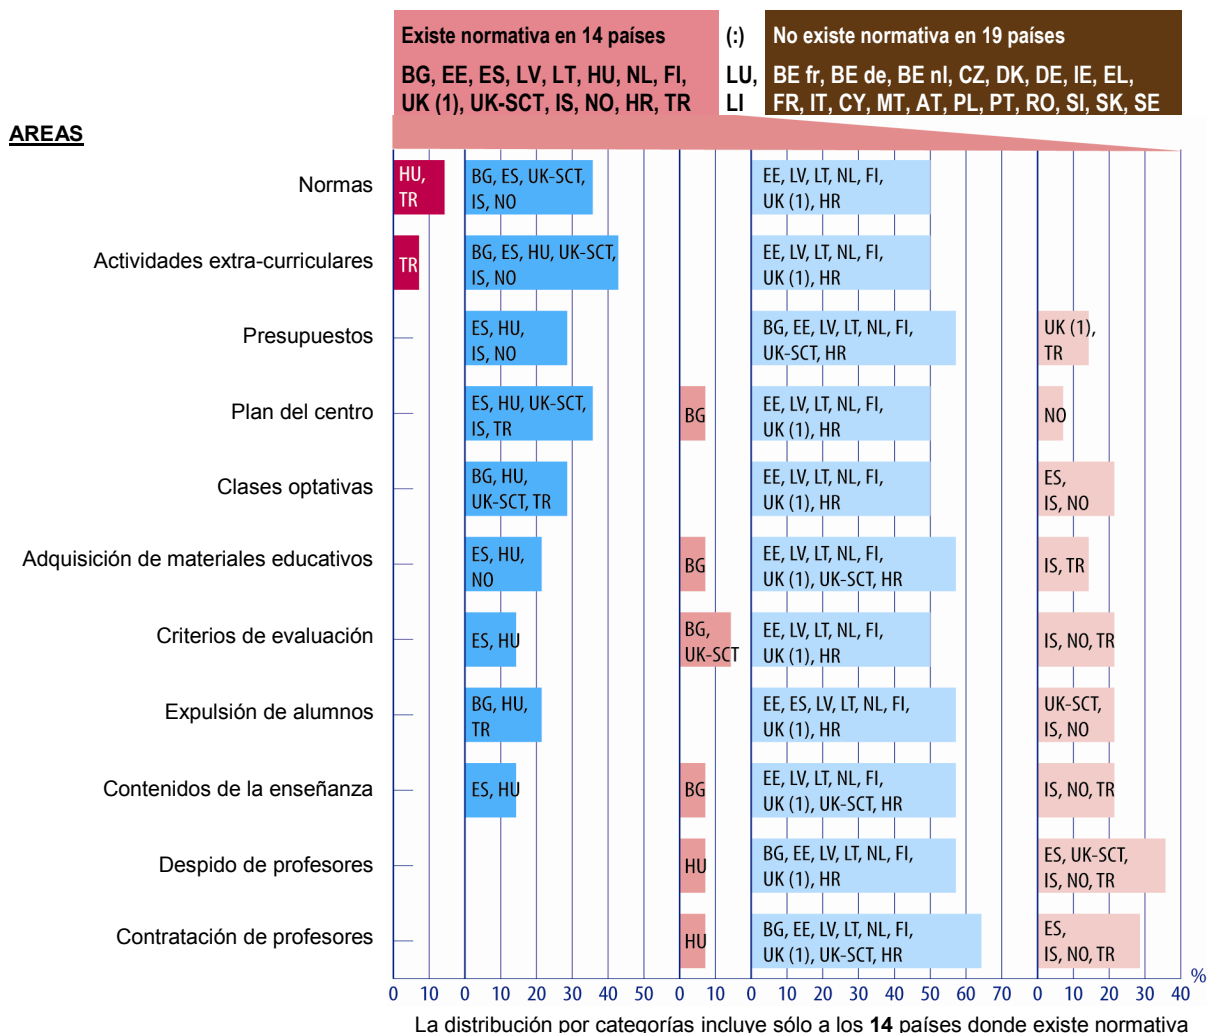 Existe normativa en 14 países
(:)
No existe normativa en 19 países
BG, EE, ES, LV, LT, HU, NL, FI,
UK (1), UK-SCT, IS, NO, HR, TR
LU,
LI
BE fr, BE de, BE nl, CZ, DK, DE, IE, EL,
FR, IT, CY, MT, AT, PL, PT, RO, SI, SK, SE
AREAS
Normas
HU,
TR
BG, ES, UK-SCT,
IS, NO
EE, LV, LT, NL, FI,
UK (1), HR
Actividades extra-curriculares
TR
BG, ES, HU, UK-SCT,
IS, NO
EE, LV, LT, NL, FI,
UK (1), HR
Presupuestos
ES, HU,
IS, NO
BG, EE, LV, LT, NL, FI,
UK-SCT, HR
UK (1),
TR
Plan del centro
ES, HU, UK-SCT,
IS, TR
BG
EE, LV, LT, NL, FI,
UK (1), HR
NO
Clases optativas
BG, HU,
UK-SCT, TR
EE, LV, LT, NL, FI,
UK (1), HR
ES,
IS, NO
Adquisición de materiales educativos
ES, HU,
NO
BG
EE, LV, LT, NL, FI,
UK (1), UK-SCT, HR
IS, TR
Criterios de evaluación
ES, HU
BG,
UK-SCT
EE, LV, LT, NL, FI,
UK (1), HR
IS, NO, TR
Expulsión de alumnos
BG, HU,
TR
EE, ES, LV, LT, NL, FI,
UK (1), HR
UK-SCT,
IS, NO
Contenidos de la enseñanza
ES, HU
BG
EE, LV, LT, NL, FI,
UK (1), UK-SCT, HR
IS, NO, TR
Despido de profesores
HU
BG, EE, LV, LT, NL, FI,
UK (1), HR
ES, UK-SCT,
IS, NO, TR
Contratación de profesores
HU
BG, EE, LV, LT, NL, FI,
UK (1), UK-SCT, HR
ES,
IS, NO, TR
%
0 10 0 10 20 30 40 50 0 10 0 10 20 30 40 50 60 70 0 10 20 30 40
La distribución por categorías incluye sólo a los 14 países donde existe normativa